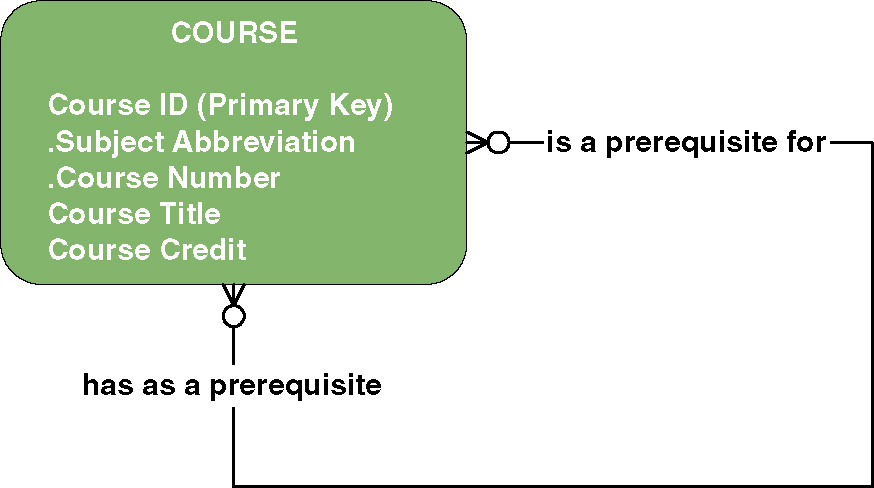 COURSE
Course ID (Primary Key)
.Subject Abbreviation
.Course Number
Course Title
Course Credit
is a prerequisite for
has as a prerequisite